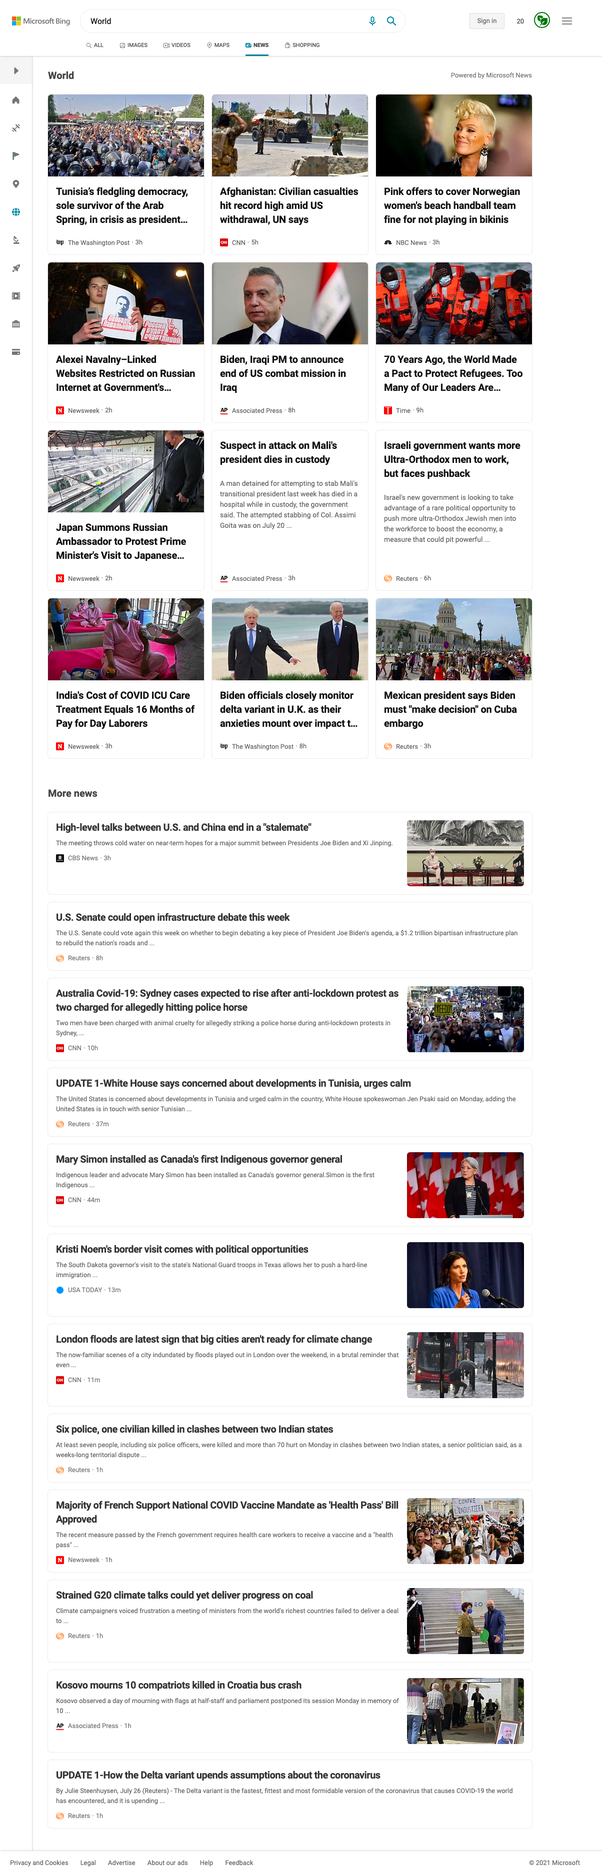 Microsoft Bing
World
Sign in
20
ALL
IMAGES
VIDEOS
MAPS
NEWS
SHOPPING
World
Powered by Microsoft News
Tunisia's fledgling democracy,
sole survivor of the Arab
Spring, in crisis as president...
wp The Washington Post · 3h
Afghanistan: Civilian casualties
hit record high amid US
withdrawal, UN says
CNN CNN · 5h
Pink offers to cover Norwegian
women's beach handball team
fine for not playing in bikinis
NBC News · 3h
Alexei Navalny–Linked
Websites Restricted on Russian
Internet at Government's...
N Newsweek · 2h
Biden, Iraqi PM to announce
end of US combat mission in
Iraq
AP Associated Press · 8h
70 Years Ago, the World Made
a Pact to Protect Refugees. Too
Many of Our Leaders Are...
T Time · 9h
Japan Summons Russian
Ambassador to Protest Prime
Minister's Visit to Japanese...
N Newsweek · 2h
Suspect in attack on Mali's
president dies in custody
A man detained for attempting to stab Mali's
transitional president last week has died in a
hospital while in custody, the government
said. The attempted stabbing of Col. Assimi
Goita was on July 20 ...
AP Associated Press · 3h
Israeli government wants more
Ultra-Orthodox men to work,
but faces pushback
Israel's new government is looking to take
advantage of a rare political opportunity to
push more ultra-Orthodox Jewish men into
the workforce to boost the economy, a
measure that could pit powerful ...
Reuters · 6h
India's Cost of COVID ICU Care
Treatment Equals 16 Months of
Pay for Day Laborers
N Newsweek · 3h
Biden officials closely monitor
delta variant in U.K. as their
anxieties mount over impact t...
wp The Washington Post · 8h
Mexican president says Biden
must "make decision" on Cuba
embargo
Reuters · 3h
More news
High-level talks between U.S. and China end in a "stalemate"
The meeting throws cold water on near-term hopes for a major summit between Presidents Joe Biden and Xi Jinping.
CBS News · 3h
U.S. Senate could open infrastructure debate this week
The U.S. Senate could vote again this week on whether to begin debating a key piece of President Joe Biden's agenda, a $1.2 trillion bipartisan infrastructure plan
to rebuild the nation's roads and ...
Reuters · 8h
Australia Covid-19: Sydney cases expected to rise after anti-lockdown protest as
two charged for allegedly hitting police horse
Two men have been charged with animal cruelty for allegedly striking a police horse during anti-lockdown protests in
Sydney, ...
CNN CNN · 10h
UPDATE 1-White House says concerned about developments in Tunisia, urges calm
The United States is concerned about developments in Tunisia and urged calm in the country, White House spokeswoman Jen Psaki said on Monday, adding the
United States is in touch with senior Tunisian ...
Reuters · 37m
Mary Simon installed as Canada's first Indigenous governor general
Indigenous leader and advocate Mary Simon has been installed as Canada's governor general.Simon is the first
Indigenous ...
CNN CNN · 44m
Kristi Noem's border visit comes with political opportunities
The South Dakota governor's visit to the state's National Guard troops in Texas allows her to push a hard-line
immigration ...
USA TODAY · 13m
London floods are latest sign that big cities aren't ready for climate change
The now-familiar scenes of a city indundated by floods played out in London over the weekend, in a brutal reminder that
even ...
CNN CNN · 11m
Six police, one civilian killed in clashes between two Indian states
At least seven people, including six police officers, were killed and more than 70 hurt on Monday in clashes between two Indian states, a senior politician said, as a
weeks-long territorial dispute ...
Reuters · 1h
Majority of French Support National COVID Vaccine Mandate as 'Health Pass' Bill
Approved
The recent measure passed by the French government requires health care workers to receive a vaccine and a "health
pass" ...
N Newsweek · 1h
Strained G20 climate talks could yet deliver progress on coal
Climate campaigners voiced frustration a meeting of ministers from the world's richest countries failed to deliver a deal
to ...
Reuters · 1h
Kosovo mourns 10 compatriots killed in Croatia bus crash
Kosovo observed a day of mourning with flags at half-staff and parliament postponed its session Monday in memory of
10 ...
AP Associated Press · 1h
UPDATE 1-How the Delta variant upends assumptions about the coronavirus
By Julie Steenhuysen, July 26 (Reuters) - The Delta variant is the fastest, fittest and most formidable version of the coronavirus that causes COVID-19 the world
has encountered, and it is upending ...
Reuters · 1h
Privacy and Cookies
Legal
Advertise
About our ads
Help
Feedback
© 2021 Microsoft